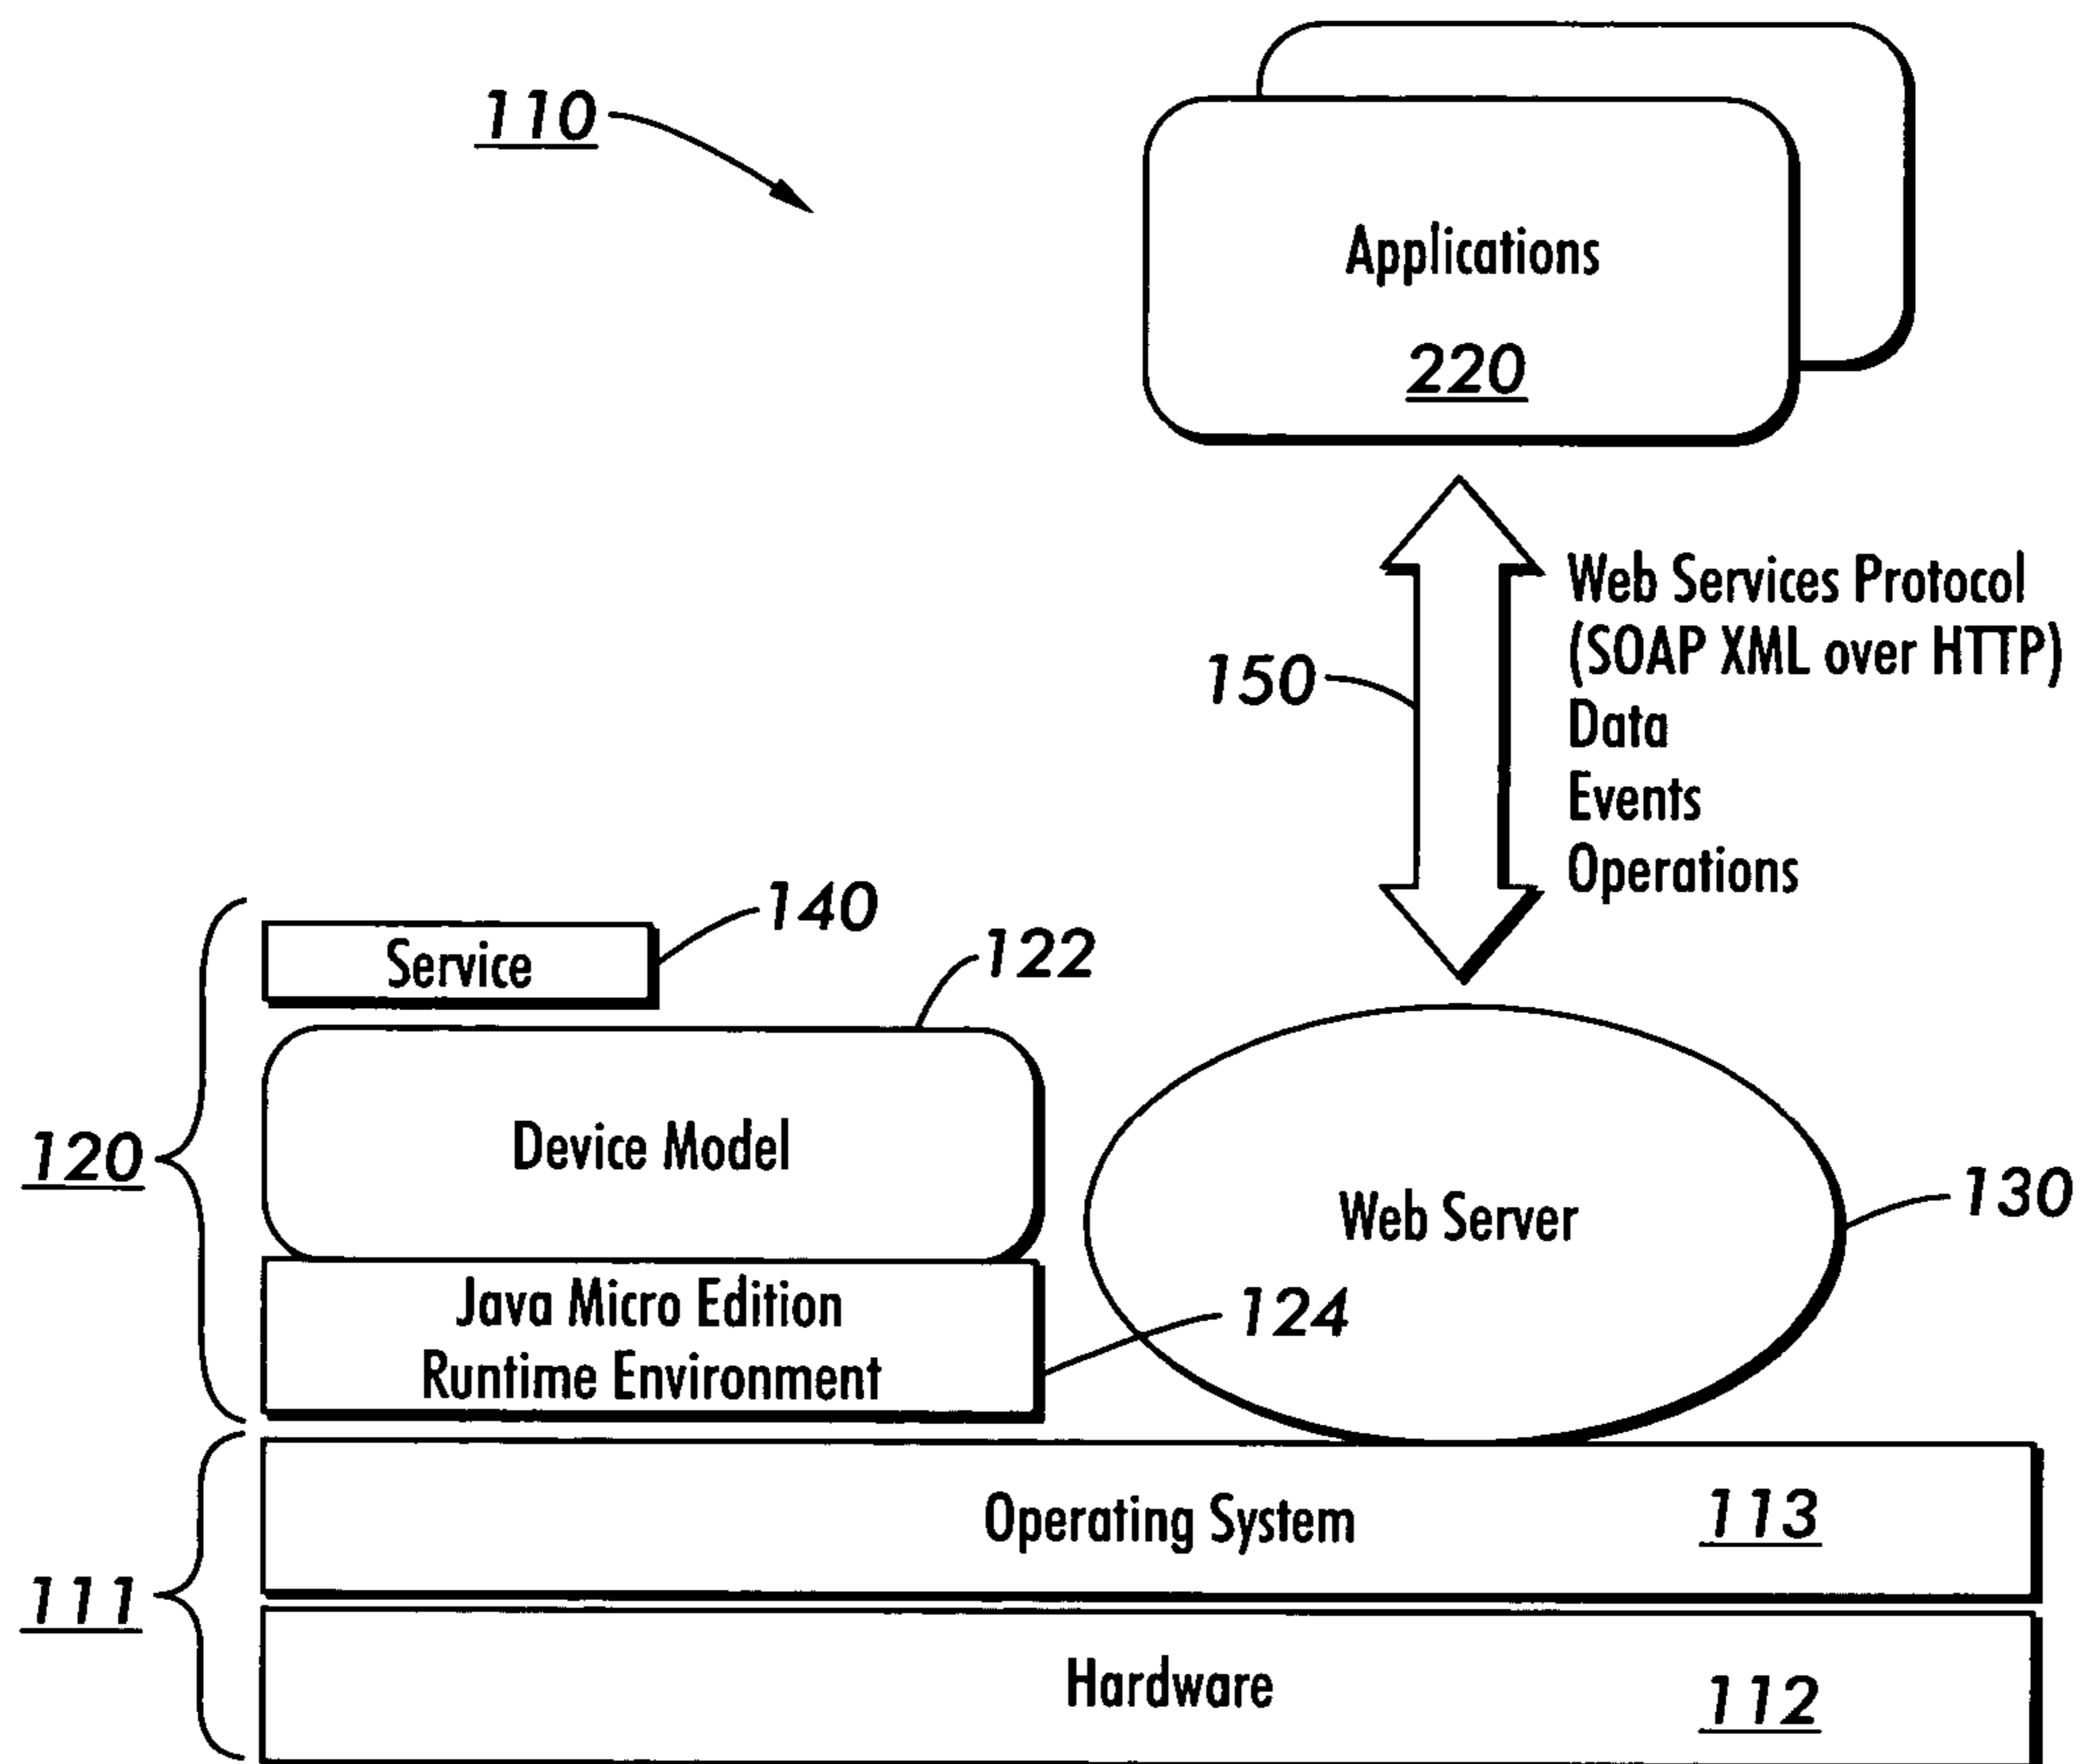 110
Applications
220
Web Services Protocol
(SOAP XML over HTTP)
150
Data
Events
Operations
140
Service
122
120
Device Model
Web Server
130
Java Micro Edition
124
Runtime Environment
Operating System
113
111
Hardware
112